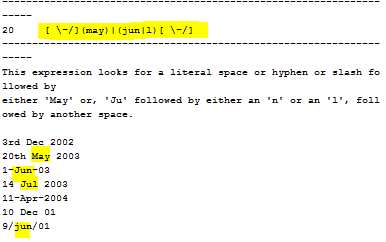 --------------------------------------------------------------------------------
-----
20 [ \-/](may)|(jun|l)[ \-/]
--------------------------------------------------------------------------------
-----
This expression looks for a literal space or hyphen or slash fo
llowed by
either 'May' or, 'Ju' followed by either an 'n' or an 'l', foll
owed by another space.
3rd Dec 2002
20th May 2003
1-Jun-03
14 Jul 2003
11-Apr-2004
10 Dec 01
9/jun/01